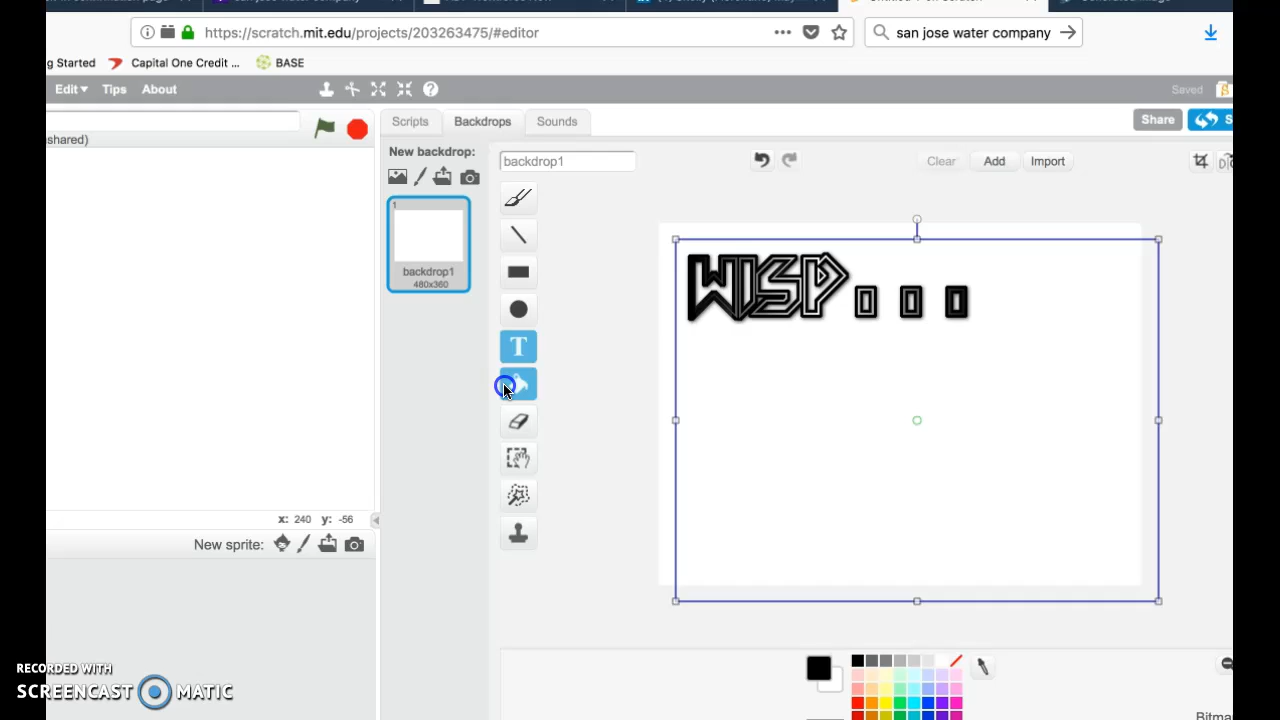 https://scratch.mit.edu/projects/203263475/#editor
san jose water company
g Started
Capital One Credit ...
BASE
Edit
Tips
About
Saved
shared)
Scripts
Backdrops
Sounds
Share
S
New backdrop:
backdrop1
Clear
Add
Import
1
backdrop1
480x360
T
WISP...
x: 240 y: -56
New sprite:
RECORDED WITH
SCREENCAST MATIC
Bitma